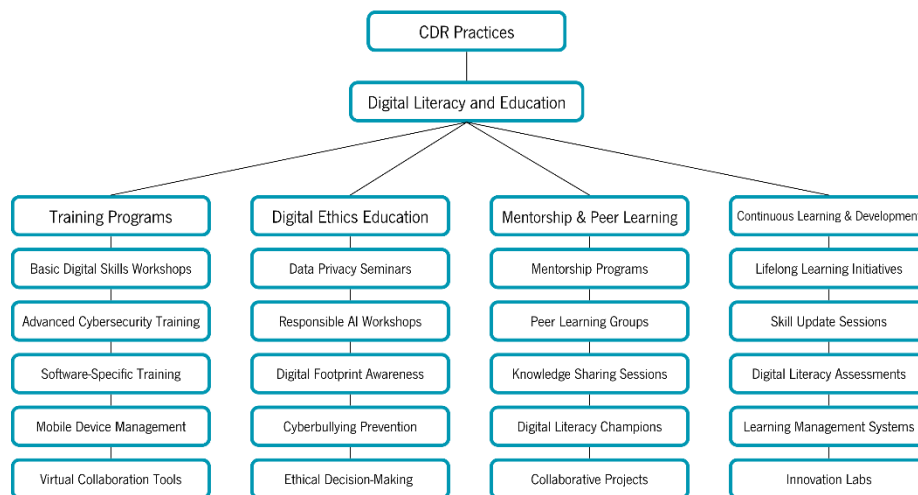 CDR Practices
Digital Literacy and Education
Training Programs
Basic Digital Skills Workshops
Advanced Cybersecurity Training
Software-Specific Training
Mobile Device Management
Virtual Collaboration Tools
Digital Ethics Education
Data Privacy Seminars
Responsible AI Workshops
Digital Footprint Awareness
Cyberbullying Prevention
Ethical Decision-Making
Mentorship & Peer Learning
Mentorship Programs
Peer Learning Groups
Knowledge Sharing Sessions
Digital Literacy Champions
Collaborative Projects
Continuous Learning & Development
Lifelong Learning Initiatives
Skill Update Sessions
Digital Literacy Assessments
Learning Management Systems
Innovation Labs